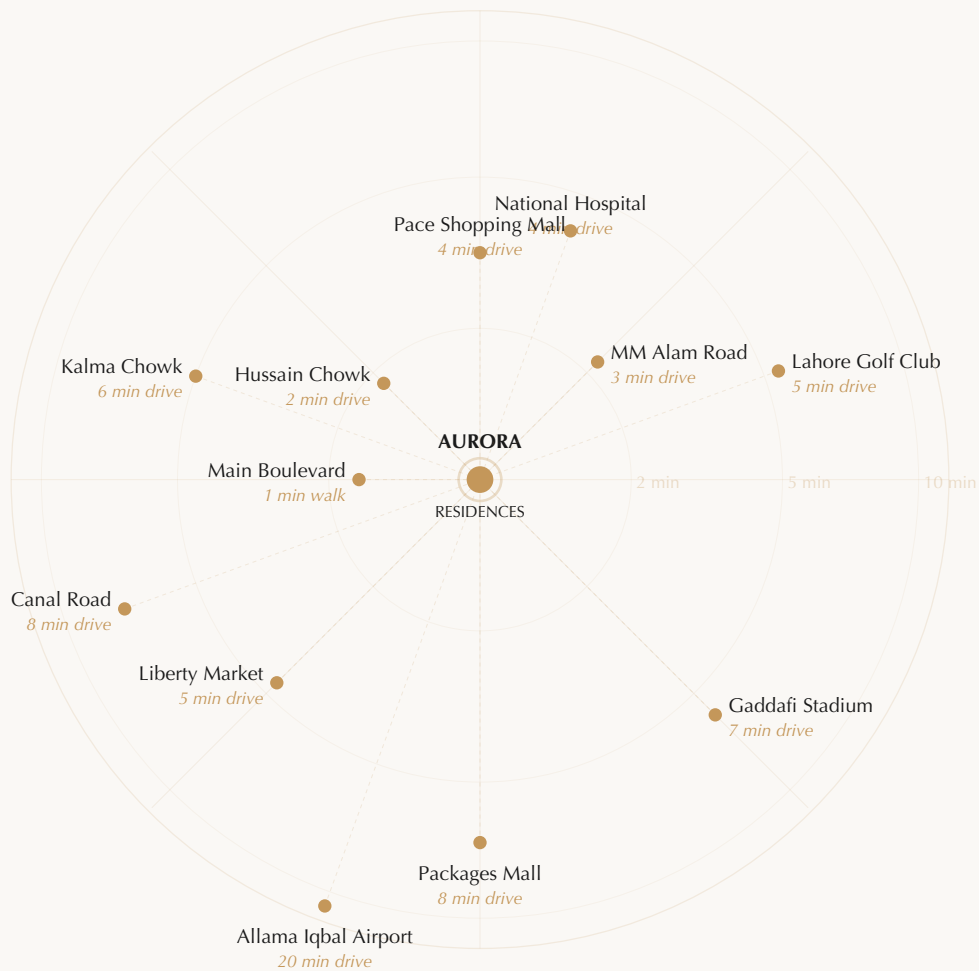 National Hospital
4 min drive
Pace Shopping Mall
4 min drive
MM Alam Road
3 min drive
Lahore Golf Club
5 min drive
Kalma Chowk
6 min drive
Hussain Chowk
2 min drive
AURORA
RESIDENCES
Main Boulevard
1 min walk
2 min
5 min
10 min
Canal Road
8 min drive
Liberty Market
5 min drive
Gaddafi Stadium
7 min drive
Packages Mall
8 min drive
Allama Iqbal Airport
20 min drive